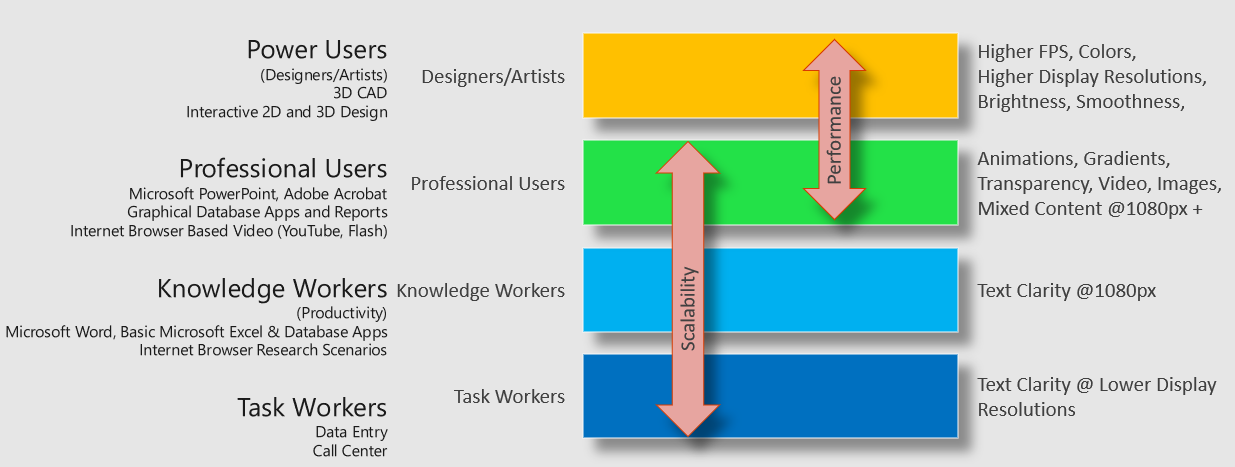 Power Users
(Designers/Artists)
3D CAD
Interactive 2D and 3D Design
Designers/Artists
Higher FPS, Colors,
Higher Display Resolutions,
Brightness, Smoothness,
Performance
Professional Users
Microsoft PowerPoint, Adobe Acrobat
Graphical Database Apps and Reports
Internet Browser Based Video (YouTube, Flash)
Professional Users
Animations, Gradients,
Transparency, Video, Images,
Mixed Content @1080px +
Scalability
Knowledge Workers
(Productivity)
Microsoft Word, Basic Microsoft Excel & Database Apps
Internet Browser Research Scenarios
Knowledge Workers
Text Clarity @1080px
Task Workers
Data Entry
Call Center
Task Workers
Text Clarity @ Lower Display
Resolutions